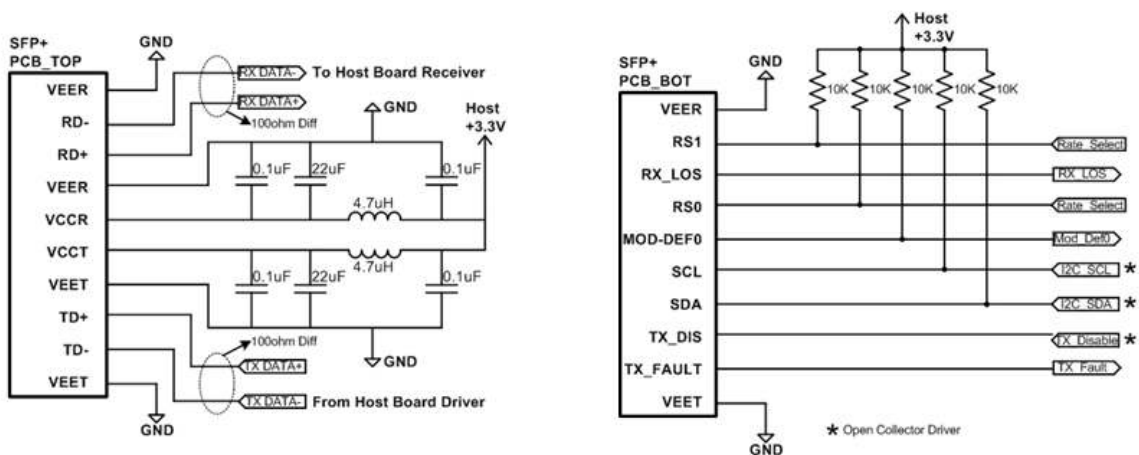 SFP+
PCB_TOP
GND
VEER
RD-
RD+
VEER
VCCR
VCCT
VEET
TD+
TD-
VEET
GND
RX DATA-
To Host Board Receiver
RX DATA+
100ohm Diff
GND
Host
+3.3V
0.1uF
22uF
0.1uF
4.7uH
4.7uH
0.1uF
22uF
0.1uF
100ohm Diff
GND
TX DATA+
TX DATA-
From Host Board Driver
SFP+
PCB_BOT
GND
Host
+3.3V
10K
10K
10K
10K
10K
VEER
RS1
RX_LOS
RS0
MOD-DEF0
SCL
SDA
TX_DIS
TX_FAULT
VEET
GND
Rate_Select
RX_LOS
Rate_Select
Mod_Def0
I2C_SCL *
I2C_SDA *
TX_Disable *
TX_Fault
* Open Collector Driver